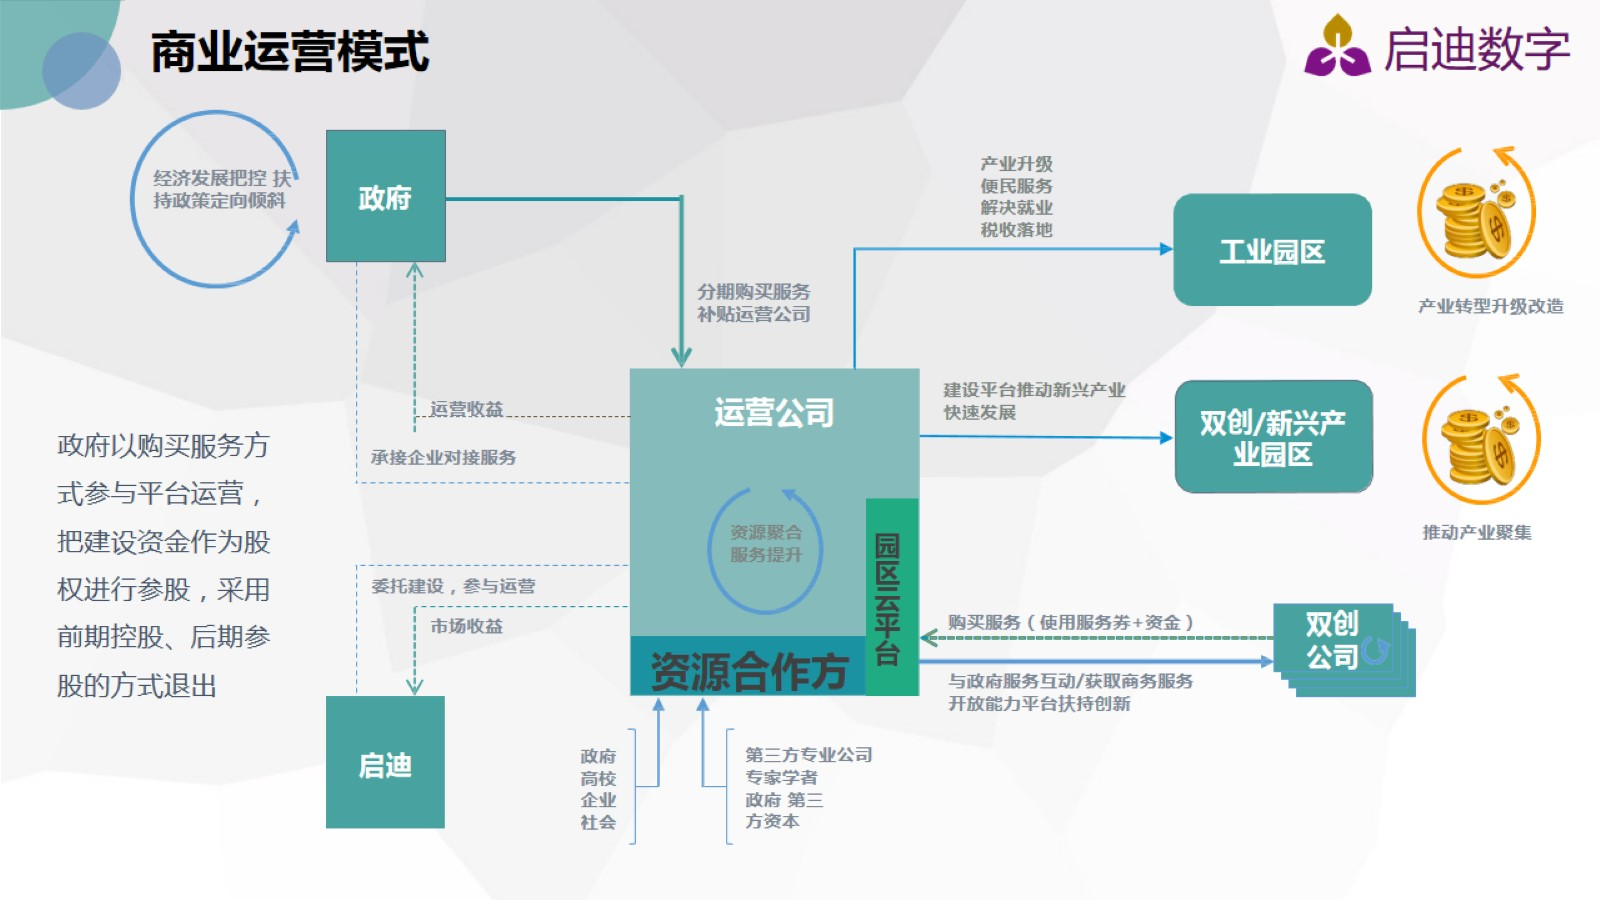 商业运营模式
启迪数字
经济发展把控 扶
持政策定向倾斜
政府
分期购买服务
补贴运营公司
产业升级
便民服务
解决就业
税收落地
工业园区
产业转型升级改造
运营收益
承接企业对接服务
运营公司
建设平台推动新兴产业
快速发展
双创/新兴产
业园区
推动产业聚集
政府以购买服务方
式参与平台运营，
把建设资金作为股
权进行参股，采用
前期控股、后期参
股的方式退出
资源聚合
服务提升
园区云平台
委托建设，参与运营
市场收益
资源合作方
购买服务（使用服务券+资金）
双创
公司
与政府服务互动/获取商务服务
开放能力平台扶持创新
启迪
政府
高校
企业
社会
第三方专业公司
专家学者
政府 第三
方资本